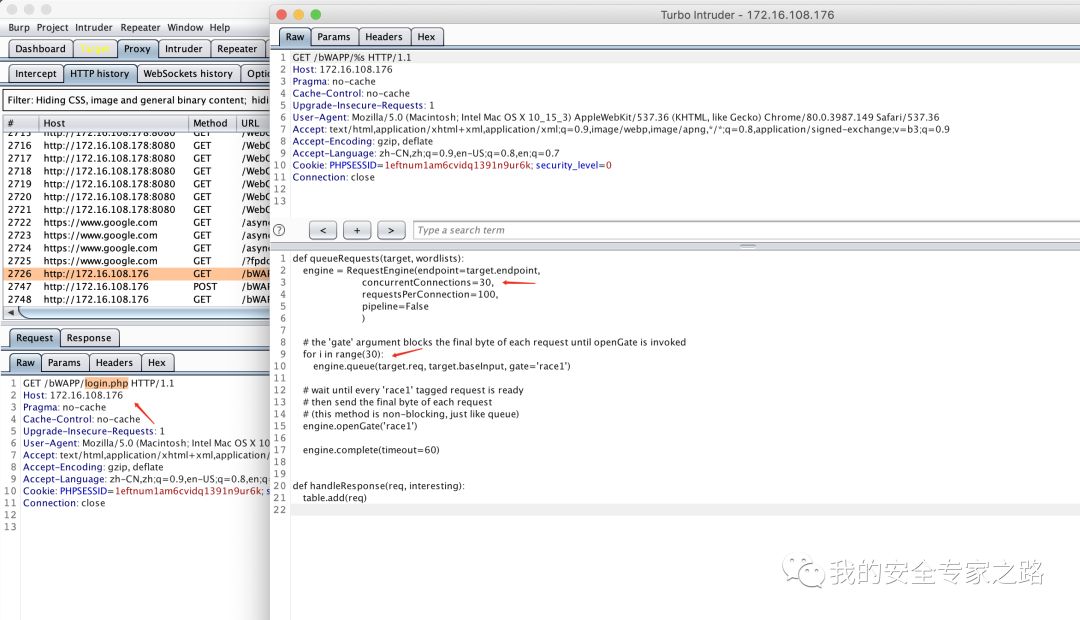 Burp Project Intruder Repeater Window Help
Dashboard Target Proxy Intruder Repeater
Intercept HTTP history WebSockets history
Filter: Hiding CSS, image and general binary content;
# Host Method URL
2715 http://172.16.108.178:8080 GET
2716 http://172.16.108.178:8080 GET
2717 http://172.16.108.178:8080 GET
2718 http://172.16.108.178:8080 GET
2719 http://172.16.108.178:8080 GET
2720 http://172.16.108.178:8080 GET
2721 http://172.16.108.178:8080 GET
2722 https://www.google.com GET
2723 https://www.google.com GET
2724 https://www.google.com GET
2725 https://www.google.com GET /?fpdo
2726 http://172.16.108.176 GET
2747 http://172.16.108.176 POST
2748 http://172.16.108.176 GET
Request Response
Raw Params Headers Hex
1 GET /bWAPP/login.php HTTP/1.1
2 Host: 172.16.108.176
3 Pragma: no-cache
4 Cache-Control: no-cache
5 Upgrade-Insecure-Requests: 1
6 User-Agent: Mozilla/5.0 (Macintosh; Intel Mac OS X 10
7 Accept: text/html,application/xhtml+xml,application/
8 Accept-Encoding: gzip, deflate
9 Accept-Language: zh-CN,zh;q=0.9,en-US;q=0.8,en;q=
10 Cookie: PHPSESSID=1eftnum1am6cvidq1391n9ur6k;
11 Connection: close
12
13
Turbo Intruder - 172.16.108.176
Raw Params Headers Hex
1 GET /bWAPP/%s HTTP/1.1
2 Host: 172.16.108.176
3 Pragma: no-cache
4 Cache-Control: no-cache
5 Upgrade-Insecure-Requests: 1
6 User-Agent: Mozilla/5.0 (Macintosh; Intel Mac OS X 10_15_3) AppleWebKit/537.36 (KHTML, like Gecko) Chrome/80.0.3987.149 Safari/537.36
7 Accept: text/html,application/xhtml+xml,application/xml;q=0.9,image/webp,image/apng,*/*;q=0.8,application/signed-exchange;v=b3;q=0.9
8 Accept-Encoding: gzip, deflate
9 Accept-Language: zh-CN,zh;q=0.9,en-US;q=0.8,en;q=0.7
10 Cookie: PHPSESSID=1eftnum1am6cvidq1391n9ur6k; security_level=0
11 Connection: close
12
13
? < + > Type a search term
1 def queueRequests(target, wordlists):
2 engine = RequestEngine(endpoint=target.endpoint,
3 concurrentConnections=30,
4 requestsPerConnection=100,
5 pipeline=False
6 )
7
8 # the 'gate' argument blocks the final byte of each request until openGate is invoked
9 for i in range(30):
10 engine.queue(target.req, target.baseInput, gate='race1')
11
12 # wait until every 'race1' tagged request is ready
13 # then send the final byte of each request
14 # (this method is non-blocking, just like queue)
15 engine.openGate('race1')
16
17 engine.complete(timeout=60)
18
19
20 def handleResponse(req, interesting):
21 table.add(req)
22
我的安全专家之路